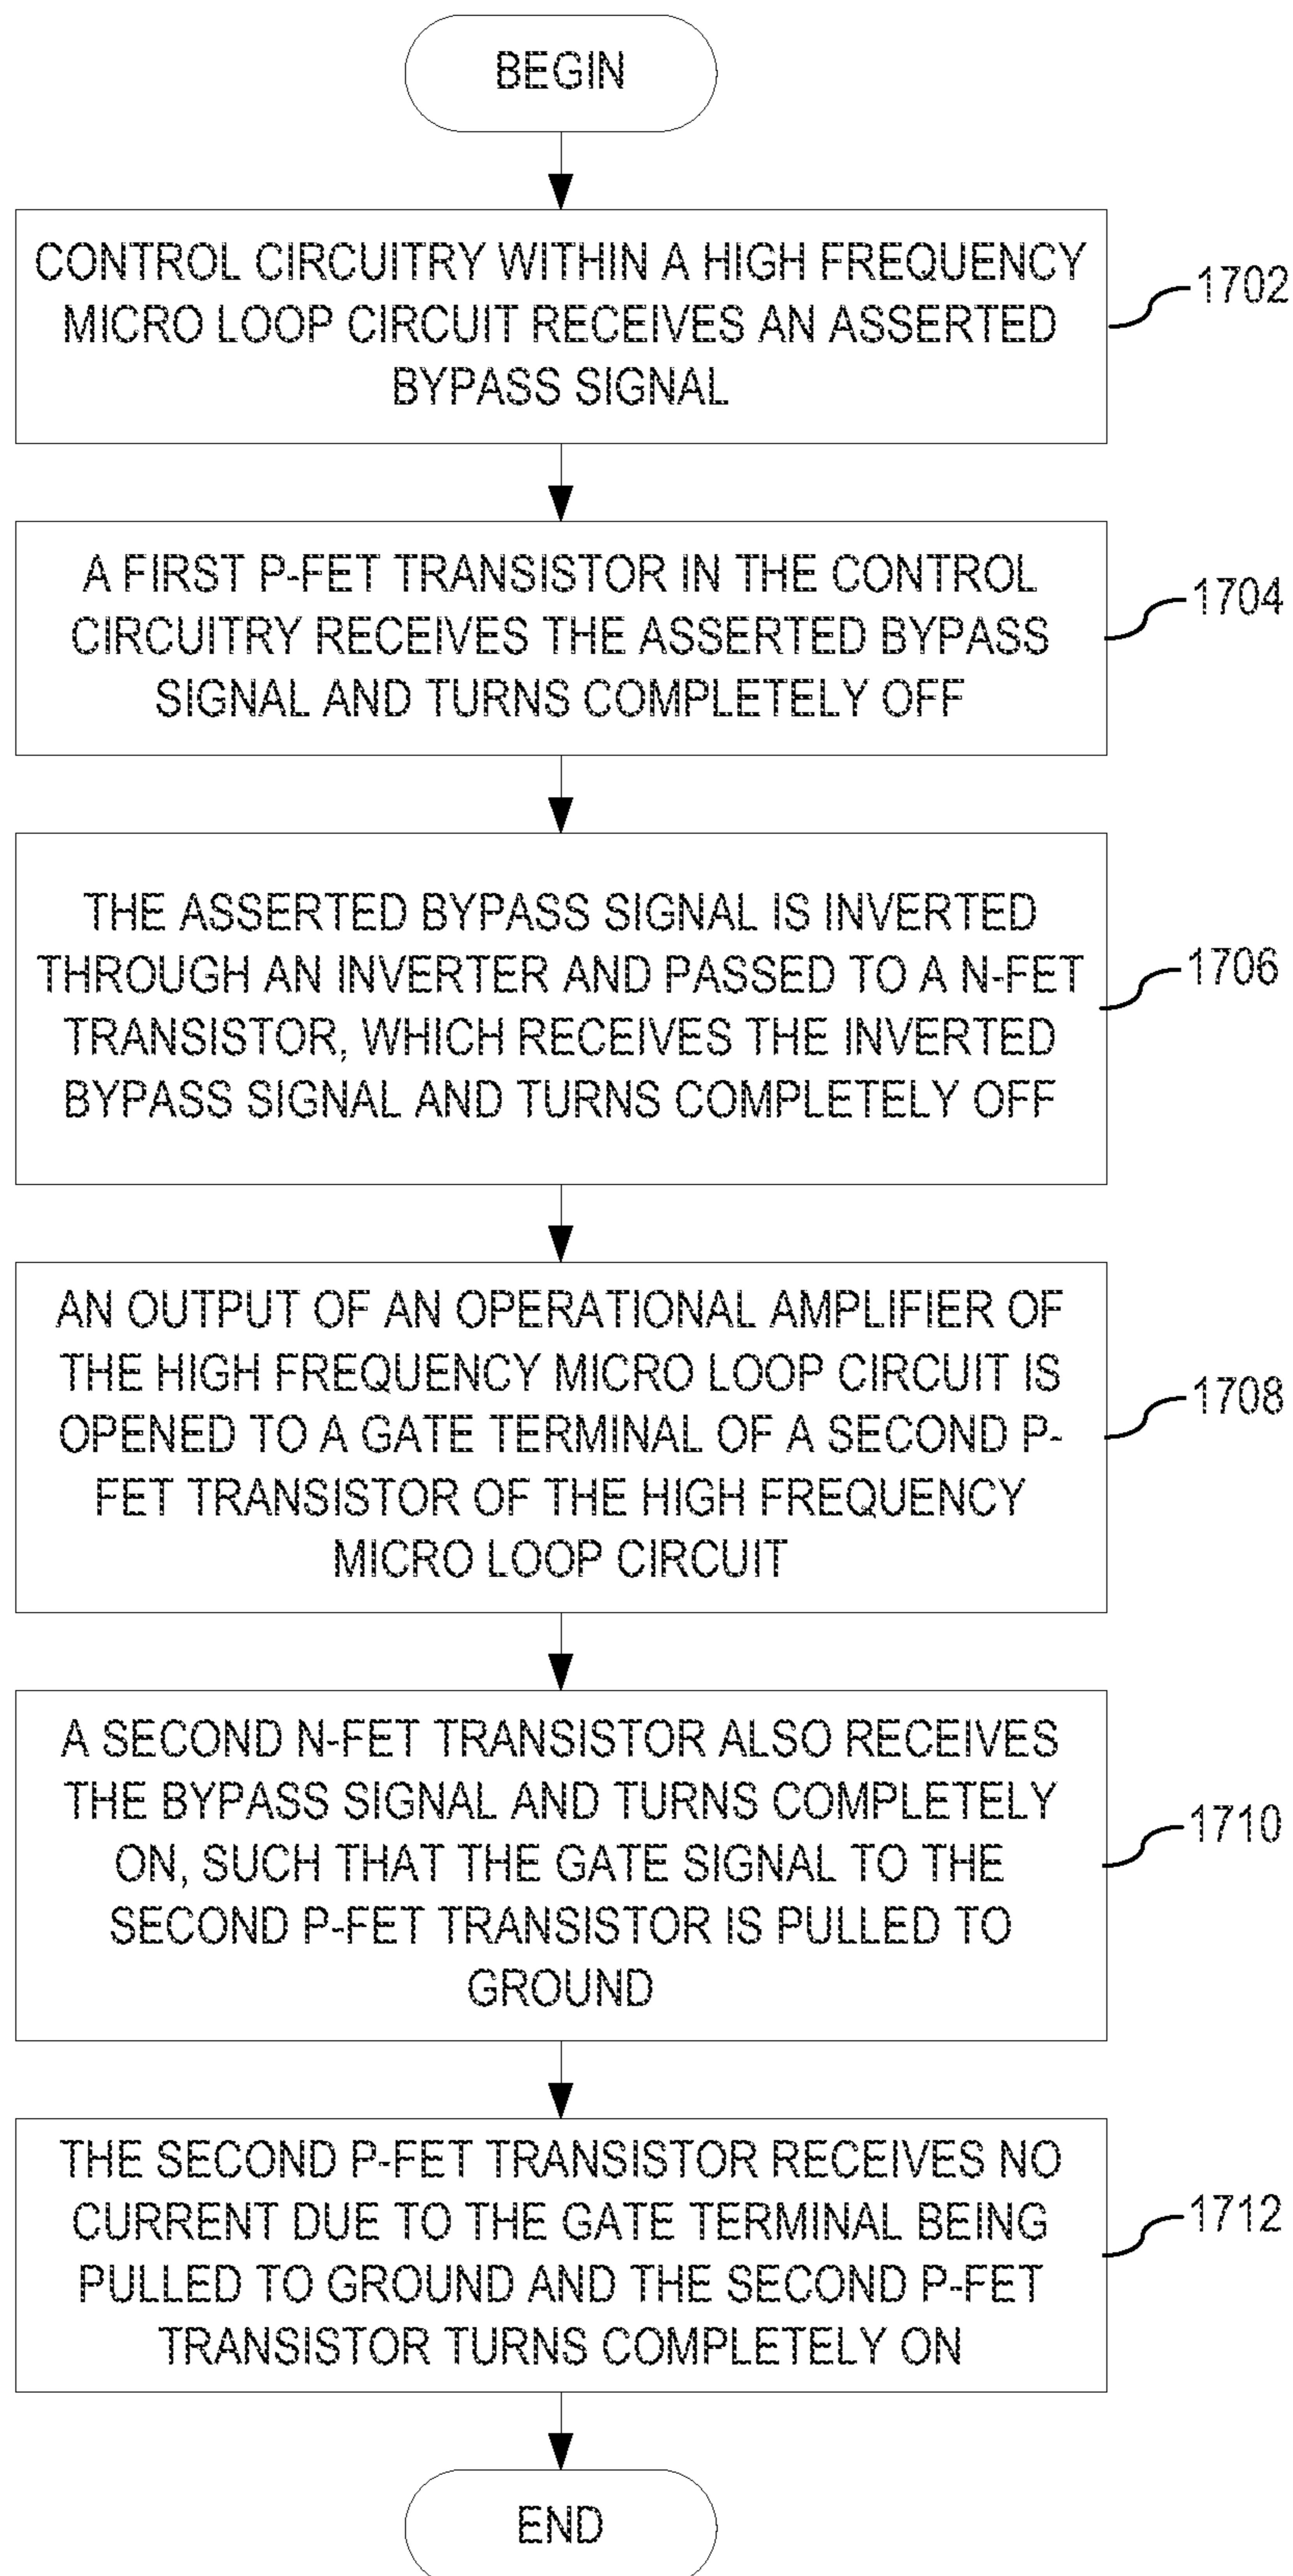 BEGIN
CONTROL CIRCUITRY WITHIN A HIGH FREQUENCY
MICRO LOOP CIRCUIT RECEIVES AN ASSERTED
BYPASS SIGNAL
1702
A FIRST P-FET TRANSISTOR IN THE CONTROL
CIRCUITRY RECEIVES THE ASSERTED BYPASS
SIGNAL AND TURNS COMPLETELY OFF
1704
THE ASSERTED BYPASS SIGNAL IS INVERTED
THROUGH AN INVERTER AND PASSED TO A N-FET
TRANSISTOR, WHICH RECEIVES THE INVERTED
BYPASS SIGNAL AND TURNS COMPLETELY OFF
1706
AN OUTPUT OF AN OPERATIONAL AMPLIFIER OF
THE HIGH FREQUENCY MICRO LOOP CIRCUIT IS
OPENED TO A GATE TERMINAL OF A SECOND P-
FET TRANSISTOR OF THE HIGH FREQUENCY
MICRO LOOP CIRCUIT
1708
A SECOND N-FET TRANSISTOR ALSO RECEIVES
THE BYPASS SIGNAL AND TURNS COMPLETELY
ON, SUCH THAT THE GATE SIGNAL TO THE
SECOND P-FET TRANSISTOR IS PULLED TO
GROUND
1710
THE SECOND P-FET TRANSISTOR RECEIVES NO
CURRENT DUE TO THE GATE TERMINAL BEING
PULLED TO GROUND AND THE SECOND P-FET
TRANSISTOR TURNS COMPLETELY ON
1712
END